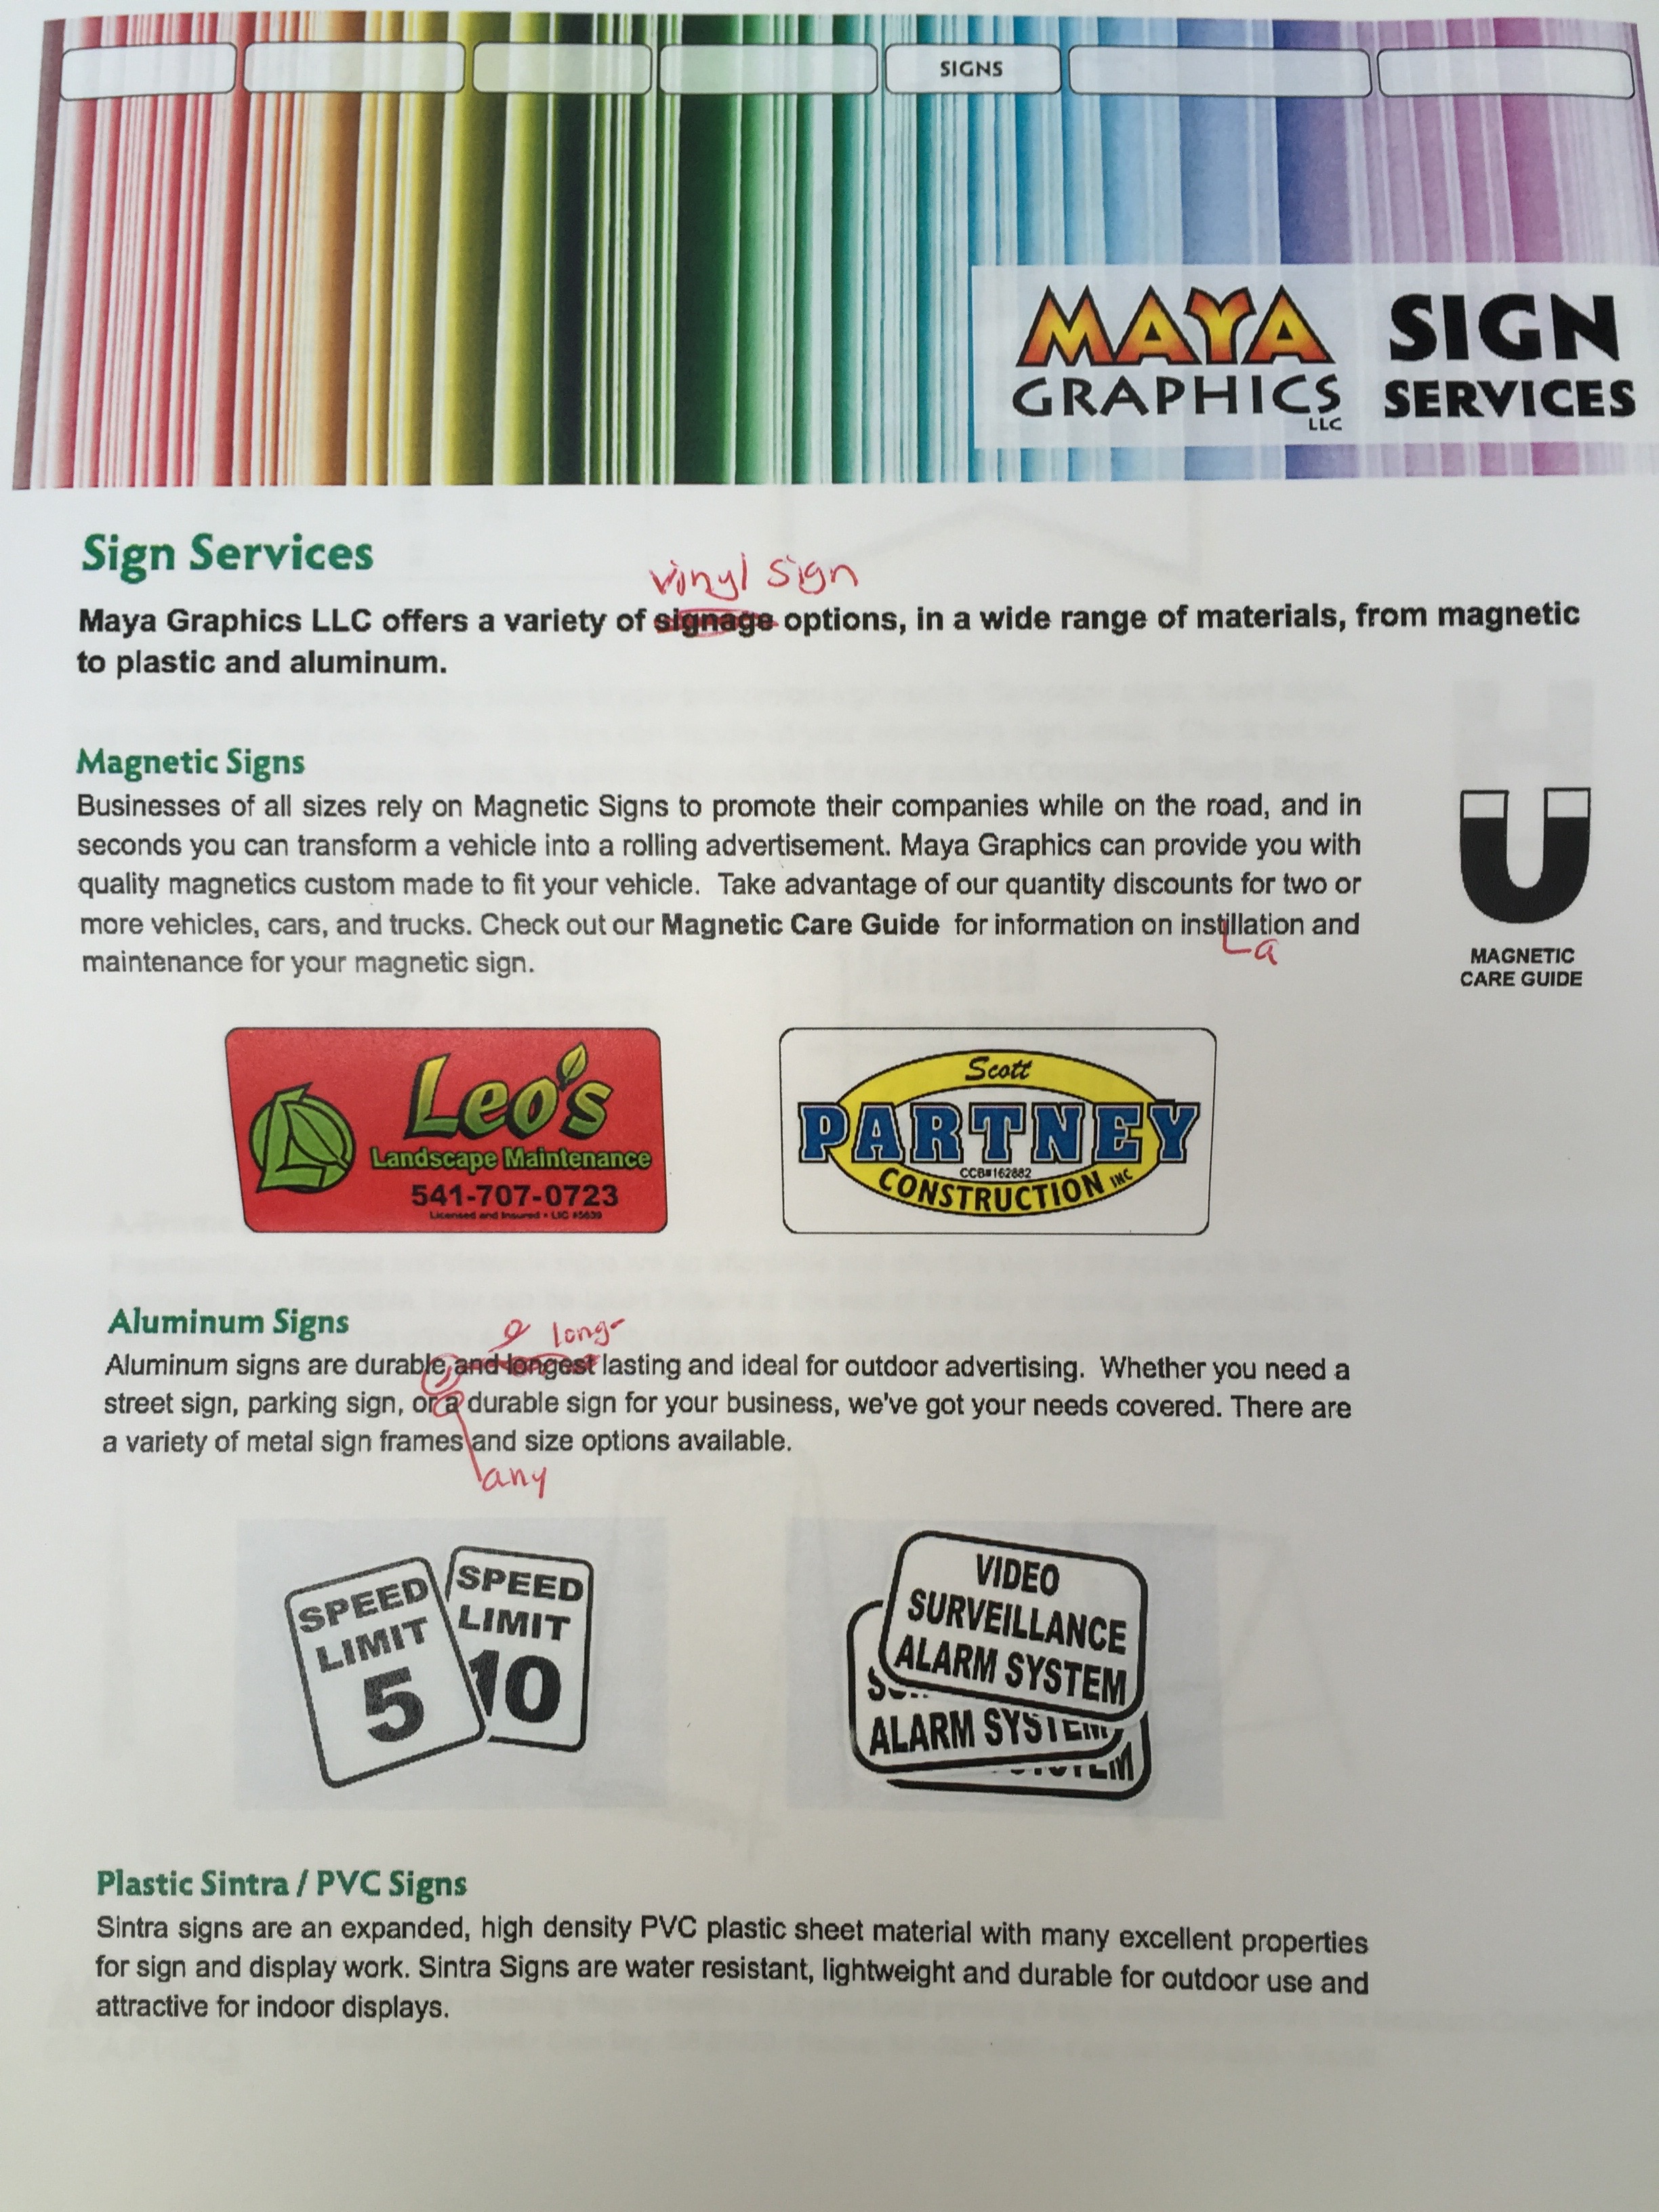 SIGNS
MAYA
GRAPHICS
LLC
SIGN
SERVICES
Sign Services
vinyl sign
Maya Graphics LLC offers a variety of signage options, in a wide range of materials, from magnetic
to plastic and aluminum.
Magnetic Signs
Businesses of all sizes rely on Magnetic Signs to promote their companies while on the road, and in
seconds you can transform a vehicle into a rolling advertisement. Maya Graphics can provide you with
quality magnetics custom made to fit your vehicle. Take advantage of our quantity discounts for two or
more vehicles, cars, and trucks. Check out our Magnetic Care Guide for information on instillation and
a
maintenance for your magnetic sign.
MAGNETIC
CARE GUIDE
Leo's
Landscape Maintenance
541-707-0723
Licensed and Insured • LIC #5639
Scott
PARTNEY
CCB#162882
CONSTRUCTION INC
Aluminum Signs
long-
Aluminum signs are durable, and longest lasting and ideal for outdoor advertising. Whether you need a
street sign, parking sign, or a durable sign for your business, we've got your needs covered. There are
a variety of metal sign frames and size options available.
any
SPEED
LIMIT
5
SPEED
LIMIT
10
VIDEO
SURVEILLANCE
ALARM SYSTEM
ALARM SYSTEM
Plastic Sintra / PVC Signs
Sintra signs are an expanded, high density PVC plastic sheet material with many excellent properties
for sign and display work. Sintra Signs are water resistant, lightweight and durable for outdoor use and
attractive for indoor displays.